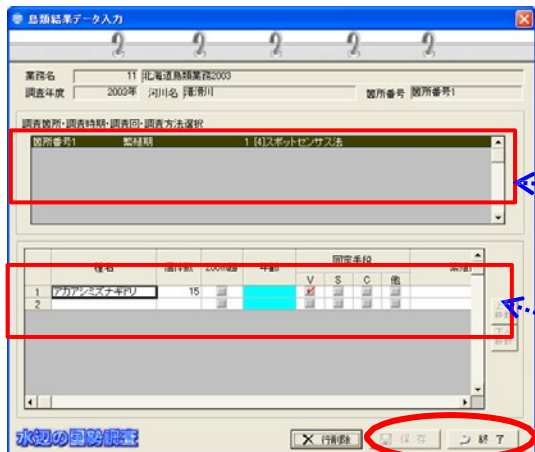 鳥類結果データ入力
業務名 11 北海道鳥類業務2003
調査年度 2003年 河川名 渚滑川 箇所番号 箇所番号1
調査箇所・調査時期・調査回・調査方法選択
箇所番号1 繁殖期 1 [4]スポットセンサス法
種名 個体数 200m以内 年齢 同定手段
V S C 他
1 アカアシミズナギドリ 15
2
水辺の国勢調査 行削除 保存 終了